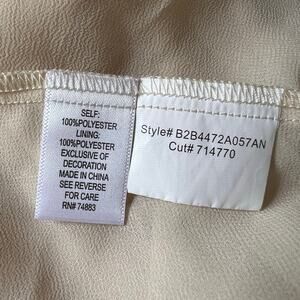 SELF:
100%POLYESTER
LINING:
100%POLYESTER
EXCLUSIVE OF
DECORATION
MADE IN CHINA
SEE REVERSE
FOR CARE
RN# 74883
Style# B2B4472A057AN
Cut# 714770